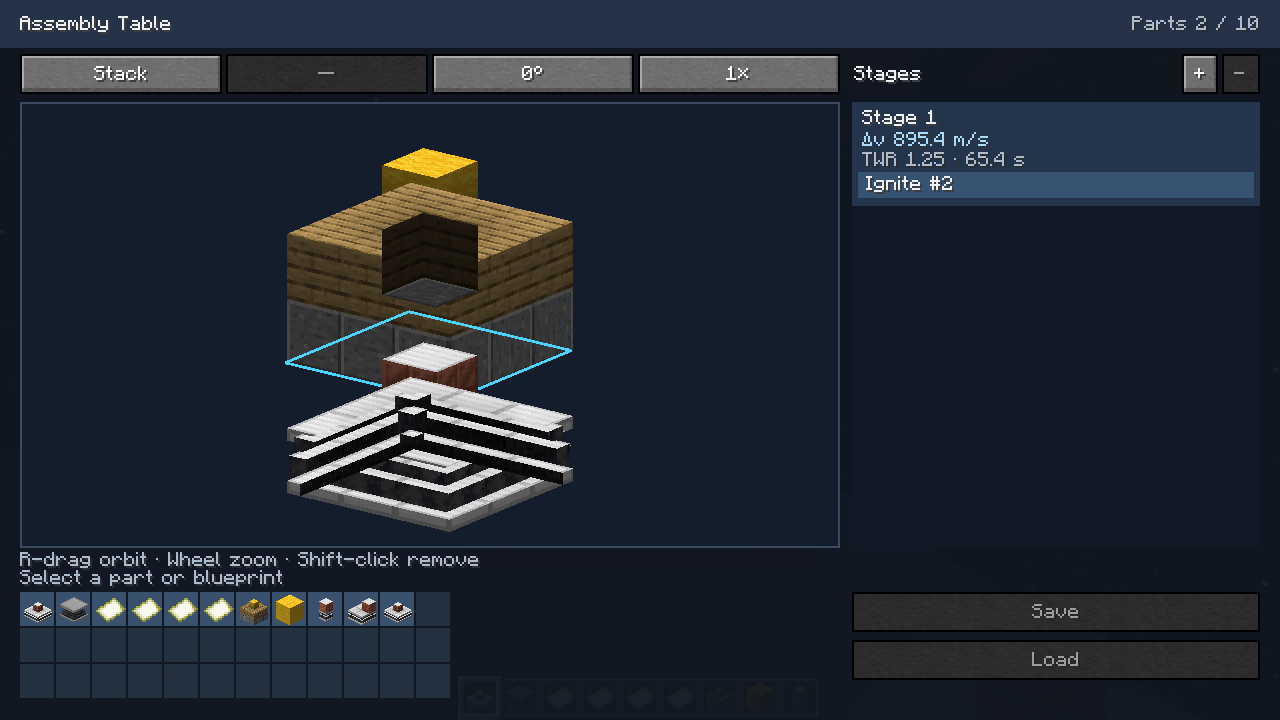 Assembly Table
Parts 2 / 10
Stack
—
0°
1×
Stages
+
−
Stage 1
Δv 895.4 m/s
TWR 1.25 · 65.4 s
Ignite #2
R-drag orbit · Wheel zoom · Shift-click remove
Select a part or blueprint
Save
Load